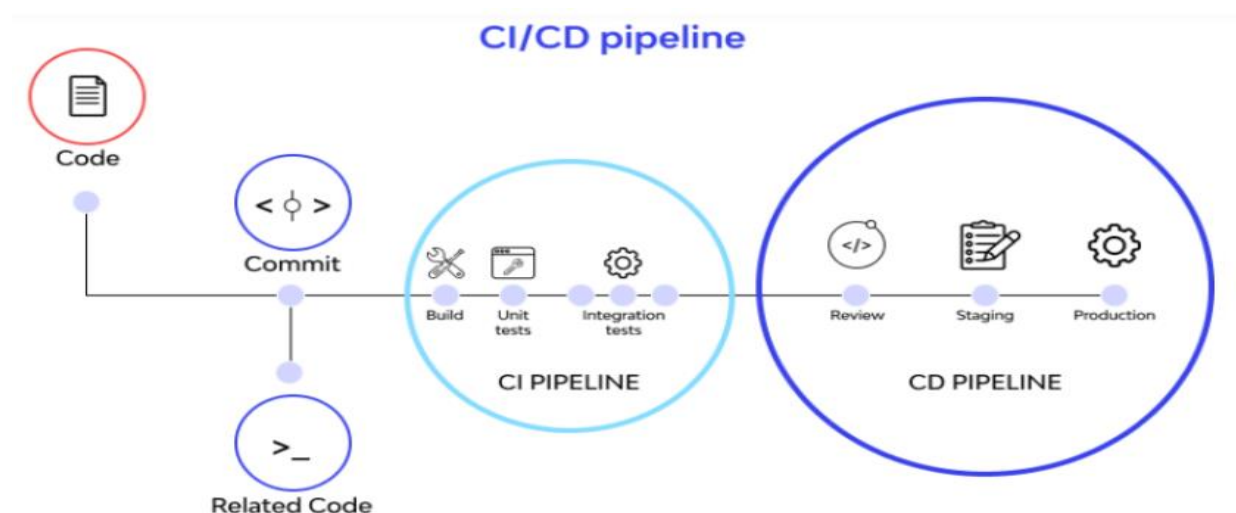 CI/CD pipeline
Code
Commit
< >
Build
Unit
tests
Integration
tests
CI PIPELINE
</>
Review
Staging
Production
CD PIPELINE
>_
Related Code